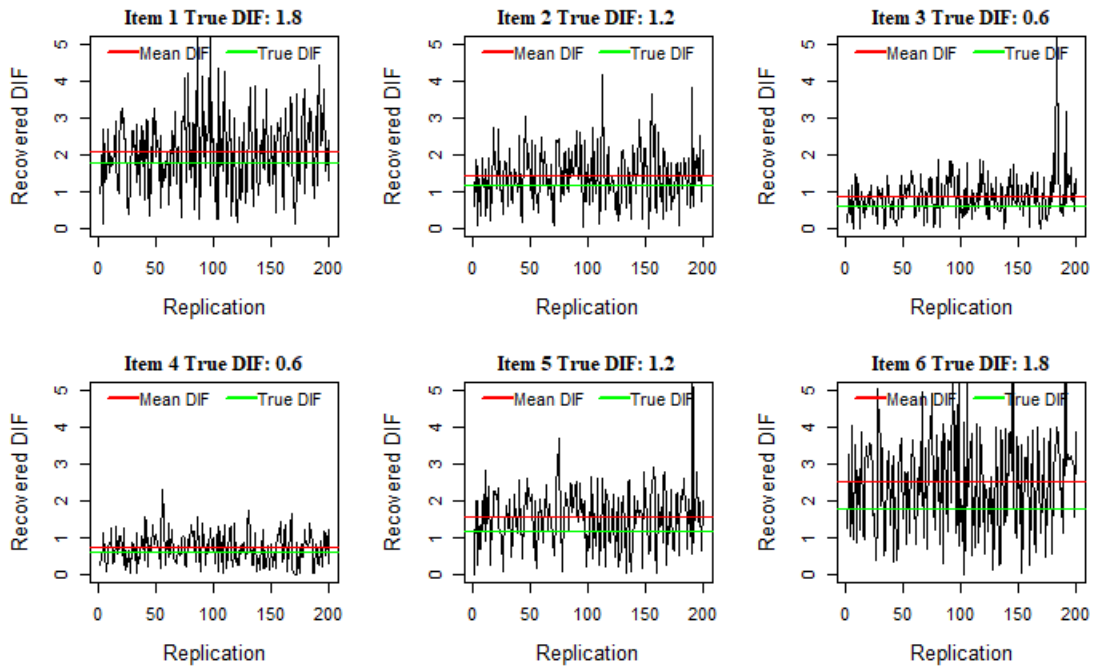 Item 1 True DIF: 1.8
Mean DIF True DIF
Recovered DIF
5
4
3
2
1
0
0 50 100 150 200
Replication
Item 2 True DIF: 1.2
Mean DIF True DIF
Recovered DIF
5
4
3
2
1
0
0 50 100 150 200
Replication
Item 3 True DIF: 0.6
Mean DIF True DIF
Recovered DIF
5
4
3
2
1
0
0 50 100 150 200
Replication
Item 4 True DIF: 0.6
Mean DIF True DIF
Recovered DIF
5
4
3
2
1
0
0 50 100 150 200
Replication
Item 5 True DIF: 1.2
Mean DIF True DIF
Recovered DIF
5
4
3
2
1
0
0 50 100 150 200
Replication
Item 6 True DIF: 1.8
Mean DIF True DIF
Recovered DIF
5
4
3
2
1
0
0 50 100 150 200
Replication